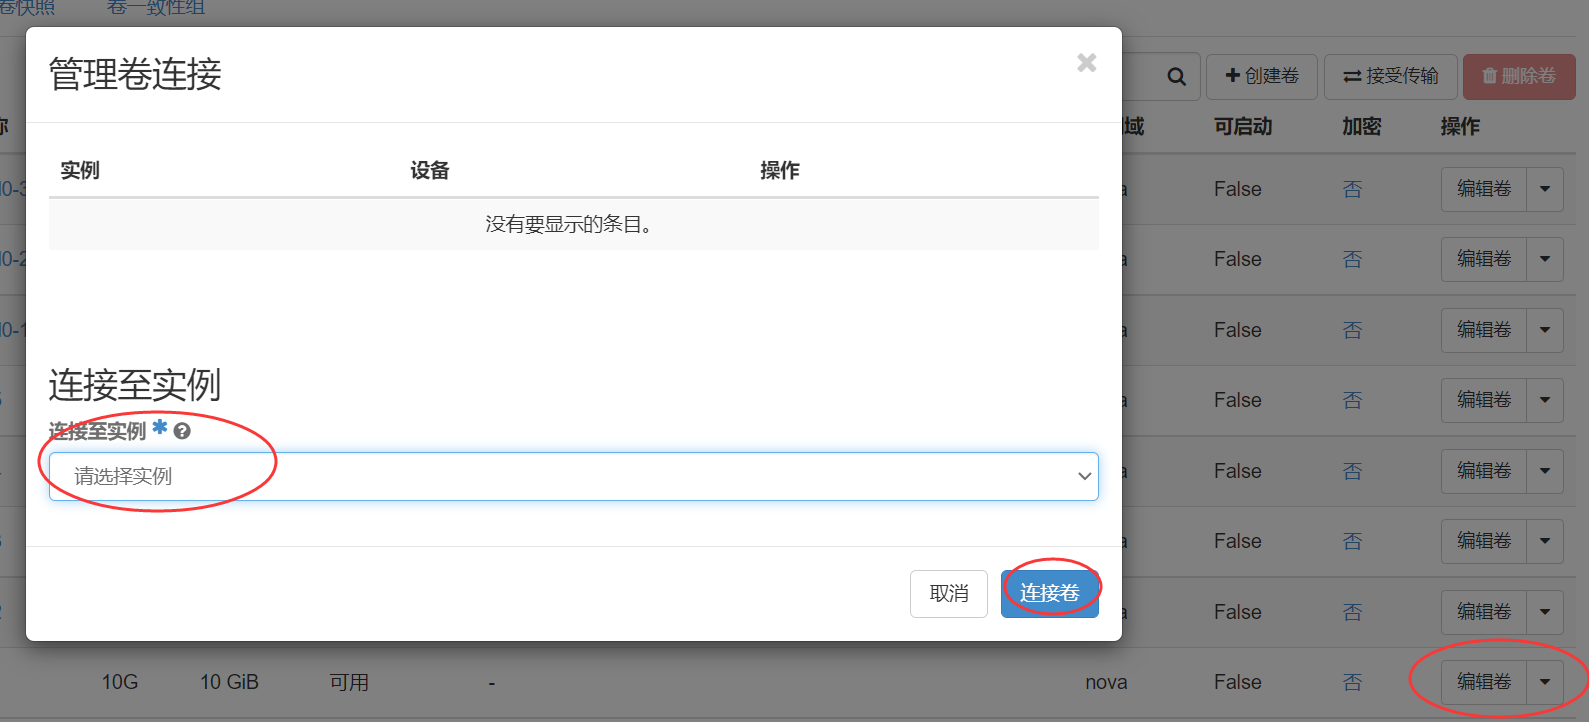 卷快照 卷一致性组
管理卷连接
创建卷 接受传输 删除卷
称 域 可启动 加密 操作
实例 设备 操作
没有要显示的条目。
False 否 编辑卷
False 否 编辑卷
False 否 编辑卷
False 否 编辑卷
False 否 编辑卷
False 否 编辑卷
False 否 编辑卷
连接至实例
连接至实例 *
请选择实例
取消 连接卷
10G 10 GiB 可用 - nova False 否 编辑卷